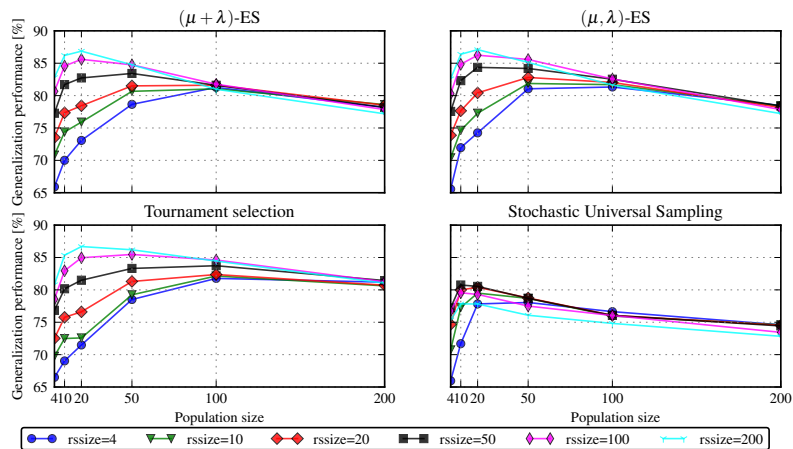 (μ + λ)-ES
(μ, λ)-ES
Generalization performance [%]
90
85
80
75
70
65
Tournament selection
Stochastic Universal Sampling
Generalization performance [%]
90
85
80
75
70
65
4 10 20 50 100 200
4 10 20 50 100 200
Population size
Population size
rssize=4 rssize=10 rssize=20 rssize=50 rssize=100 rssize=200